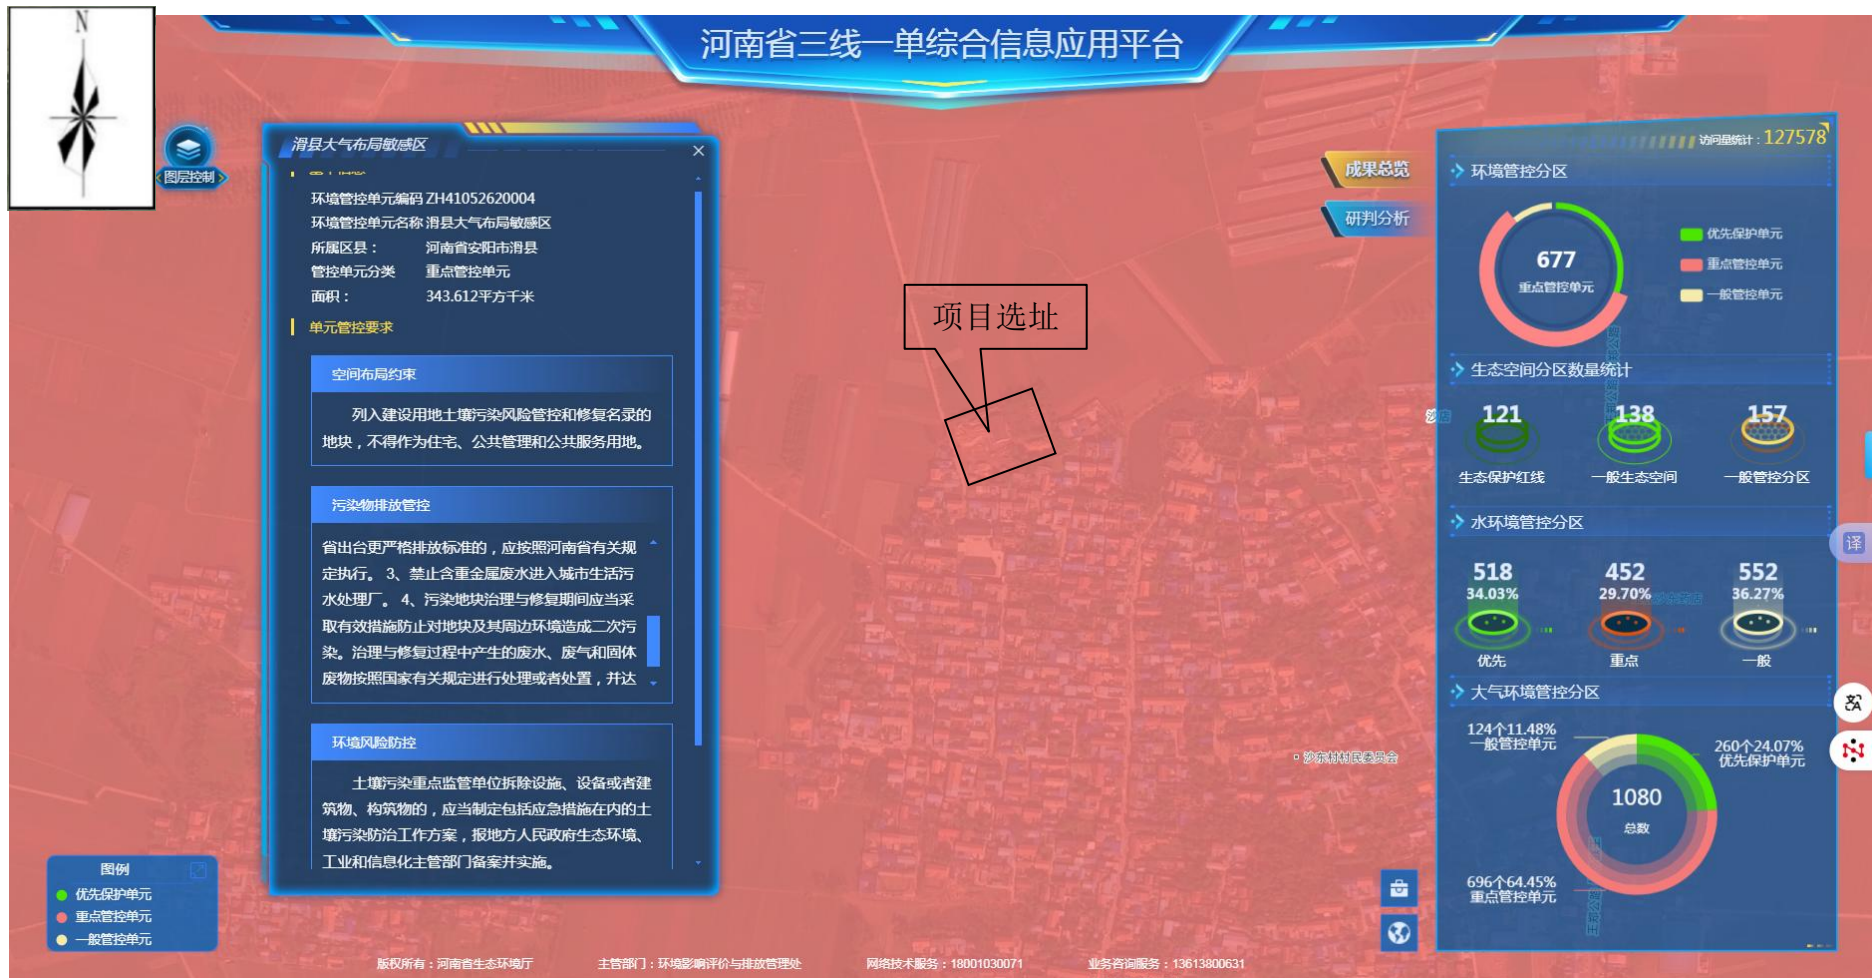 N
河南省三线一单综合信息应用平台
图层控制
滑县大气布局敏感区
基本信息
环境管控单元编码 ZH41052620004
环境管控单元名称 滑县大气布局敏感区
所属区县： 河南省安阳市滑县
管控单元分类 重点管控单元
面积： 343.612平方千米
单元管控要求
空间布局约束
列入建设用地土壤污染风险管控和修复名录的
地块，不得作为住宅、公共管理和公共服务用地。
污染物排放管控
省出台更严格排放标准的，应按照河南省有关规
定执行。 3、禁止含重金属废水进入城市生活污
水处理厂。 4、污染地块治理与修复期间应当采
取有效措施防止对地块及其周边环境造成二次污
染。治理与修复过程中产生的废水、废气和固体
废物按照国家有关规定进行处理或者处置，并达
环境风险防控
土壤污染重点监管单位拆除设施、设备或者建
筑物、构筑物的，应当制定包括应急措施在内的土
壤污染防治工作方案，报地方人民政府生态环境、
工业和信息化主管部门备案并实施。
图例
优先保护单元
重点管控单元
一般管控单元
项目选址
沙东村村民委员会
成果总览
研判分析
访问量统计：127578
环境管控分区
677
重点管控单元
优先保护单元
重点管控单元
一般管控单元
生态空间分区数量统计
121 138 157
生态保护红线 一般生态空间 一般管控分区
水环境管控分区
518 452 552
34.03% 29.70% 36.27%
优先 重点 一般
大气环境管控分区
124个11.48%
一般管控单元
260个24.07%
优先保护单元
1080
总数
696个64.45%
重点管控单元
译
版权所有：河南省生态环境厅 主管部门：环境影响评价与排放管理处 网络技术服务：18001030071 业务咨询服务：13613800631